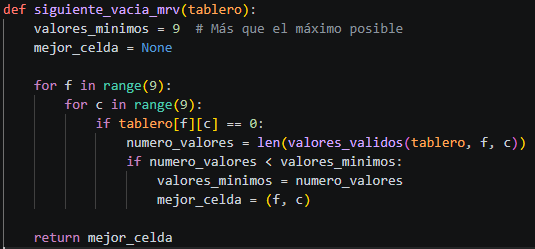 def siguiente_vacia_mrv(tablero):
    valores_minimos = 9  # Más que el máximo posible
    mejor_celda = None

    for f in range(9):
        for c in range(9):
            if tablero[f][c] == 0:
                numero_valores = len(valores_validos(tablero, f, c))
                if numero_valores < valores_minimos:
                    valores_minimos = numero_valores
                    mejor_celda = (f, c)

    return mejor_celda